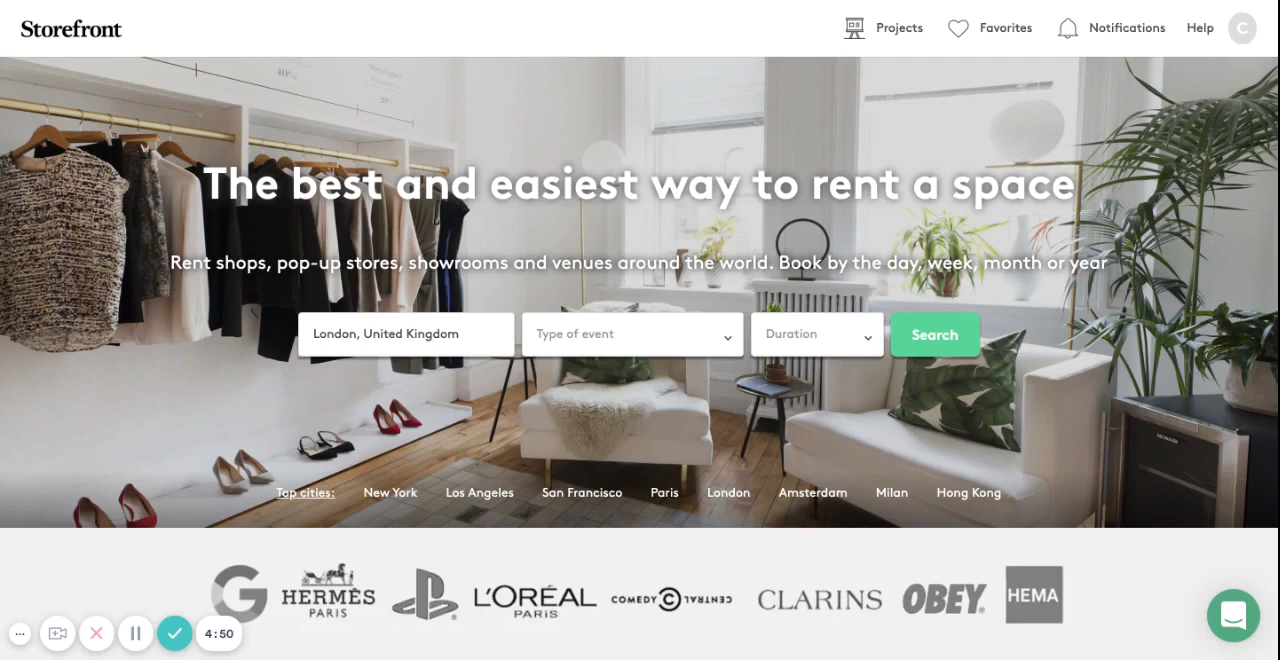 Storefront
Projects
Favorites
Notifications
Help
C
40"
The best and easiest way to rent a space
Rent shops, pop-up stores, showrooms and venues around the world. Book by the day, week, month or year
London, United Kingdom
Type of event
Duration
Search
Top cities:
New York
Los Angeles
San Francisco
Paris
London
Amsterdam
Milan
Hong Kong
G
HERMÈS
PARIS
L'ORÉAL
PARiS
COMEDY CENTRAL
CLARINS
OBEY
HEMA
4:50